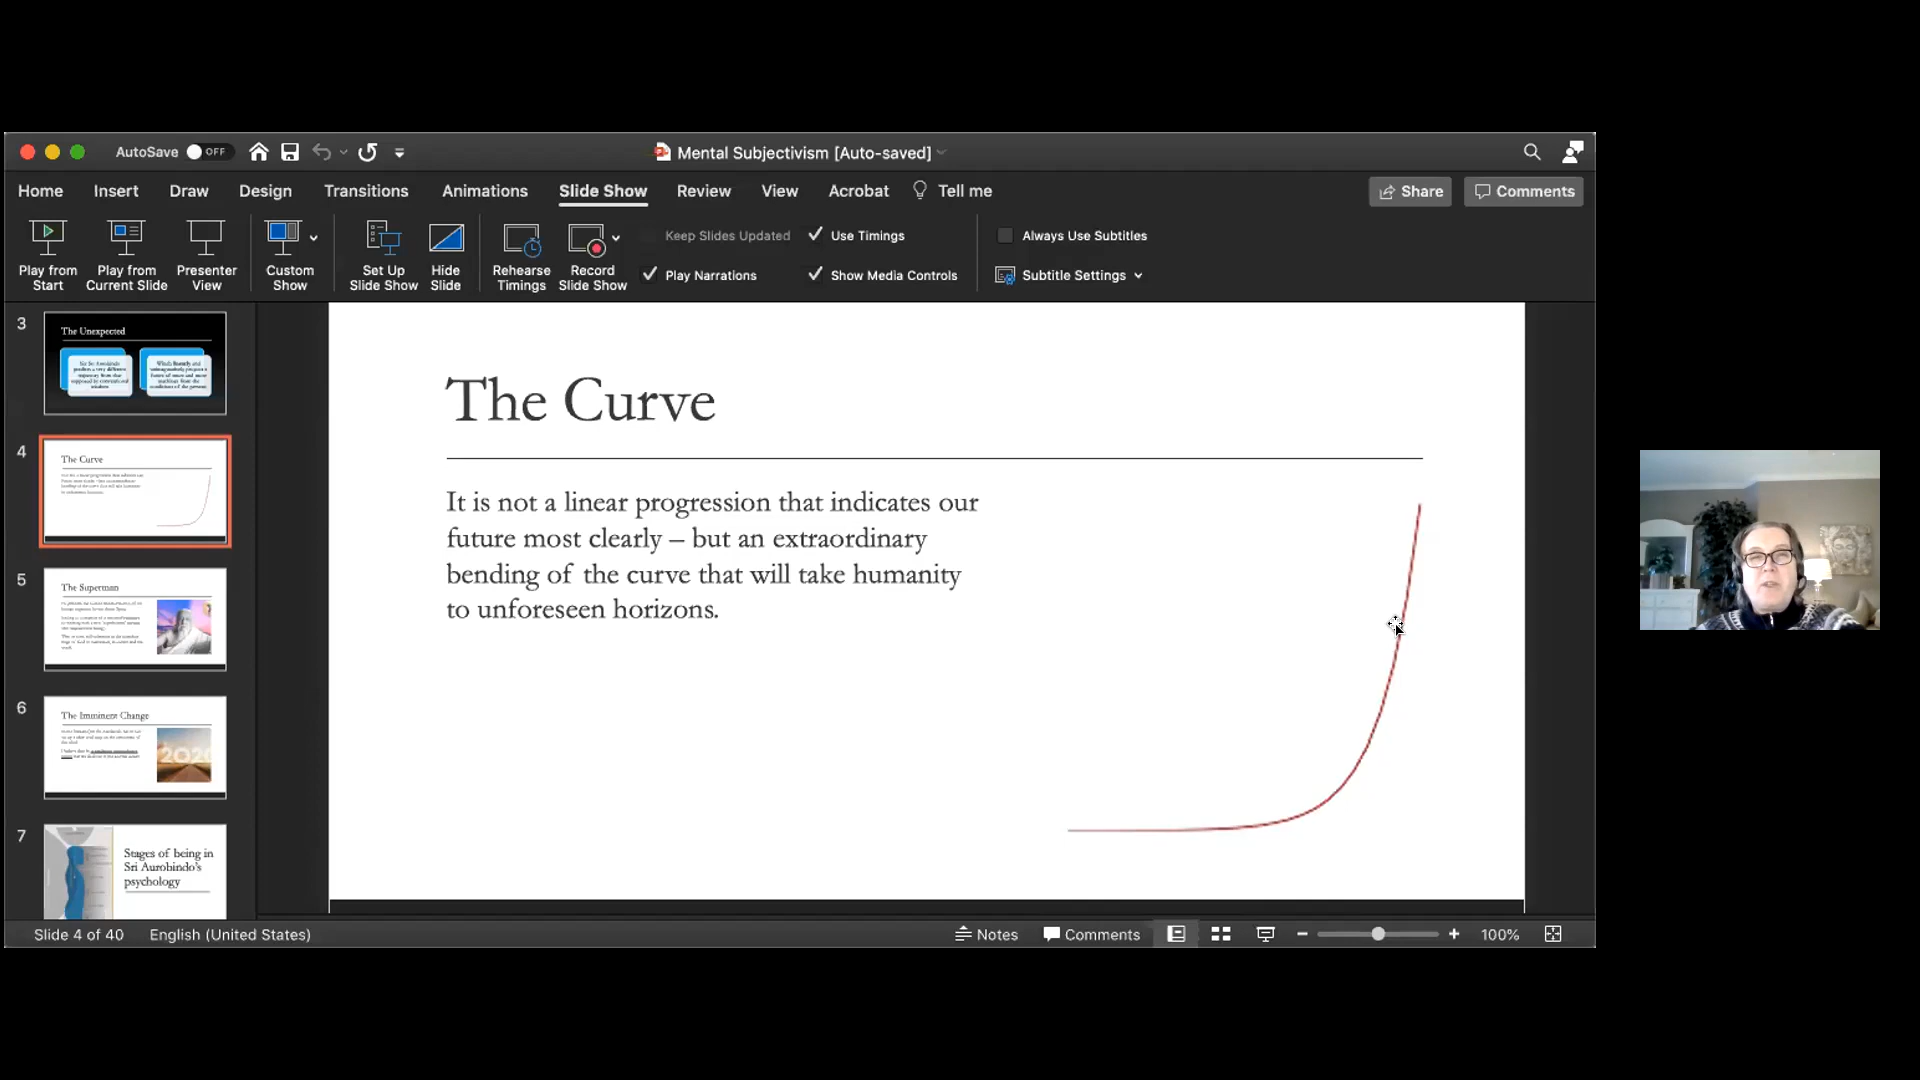 AutoSave OFF
Mental Subjectivism [Auto-saved]
Home Insert Draw Design Transitions Animations Slide Show Review View Acrobat Tell me
Share Comments
Play from Start
Play from Current Slide
Presenter View
Custom Show
Set Up Slide Show
Hide Slide
Rehearse Timings
Record Slide Show
Keep Slides Updated
Play Narrations
Use Timings
Show Media Controls
Always Use Subtitles
Subtitle Settings
3
The Unexpected
4
The Curve
5
The Superman
6
The Imminent Change
2020
7
Stages of being in
Sri Aurobindo's
psychology
The Curve
It is not a linear progression that indicates our
future most clearly – but an extraordinary
bending of the curve that will take humanity
to unforeseen horizons.
Slide 4 of 40 English (United States)
Notes Comments 100%